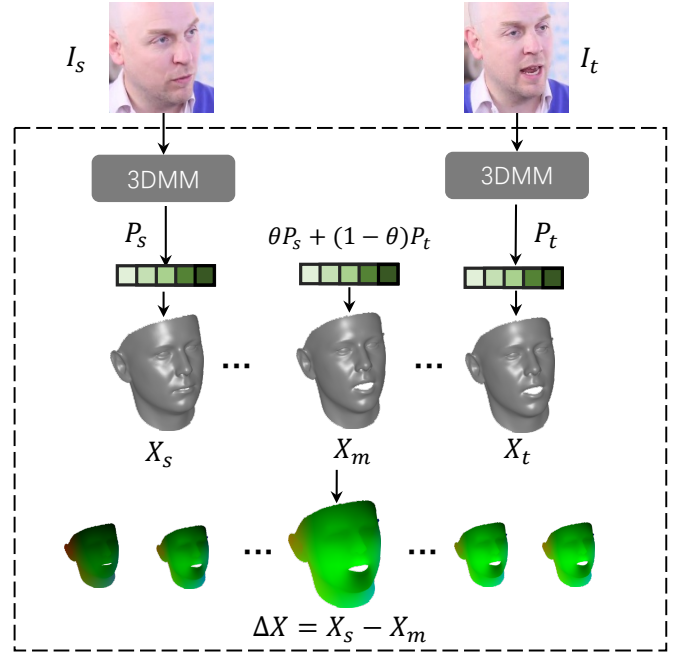 I_s
I_t
3DMM
3DMM
P_s
θP_s + (1 − θ)P_t
P_t
... ...
X_s
X_m
X_t
... ...
ΔX = X_s − X_m